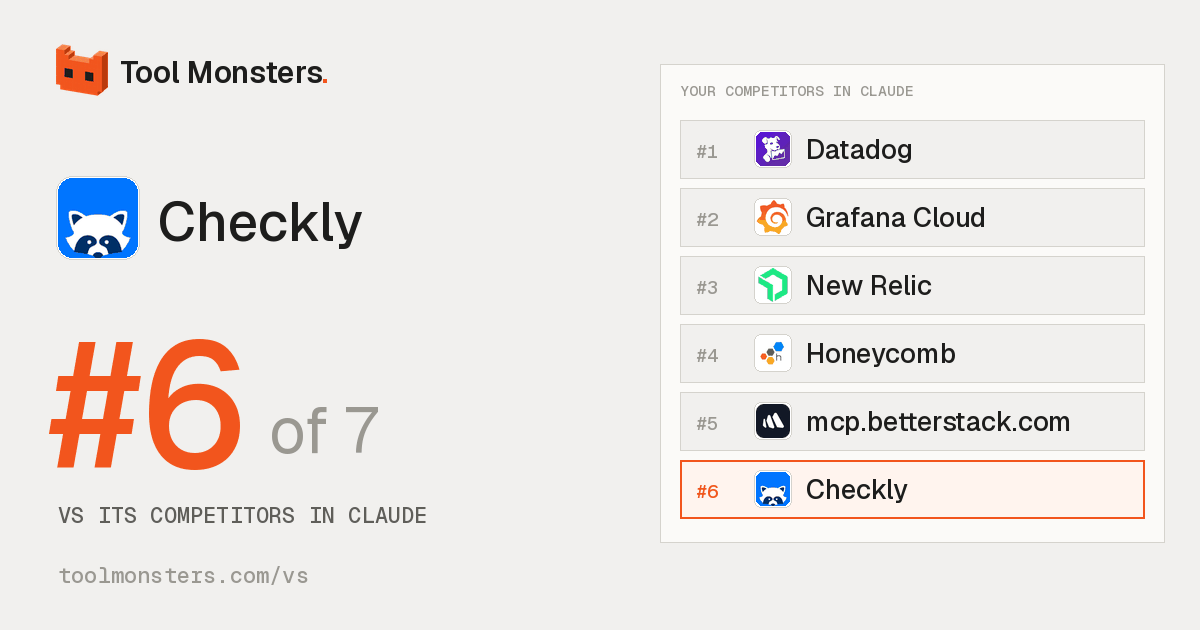 Tool Monsters.
Checkly
#6 of 7
VS ITS COMPETITORS IN CLAUDE
toolmonsters.com/vs
YOUR COMPETITORS IN CLAUDE
#1 Datadog
#2 Grafana Cloud
#3 New Relic
#4 Honeycomb
#5 mcp.betterstack.com
#6 Checkly